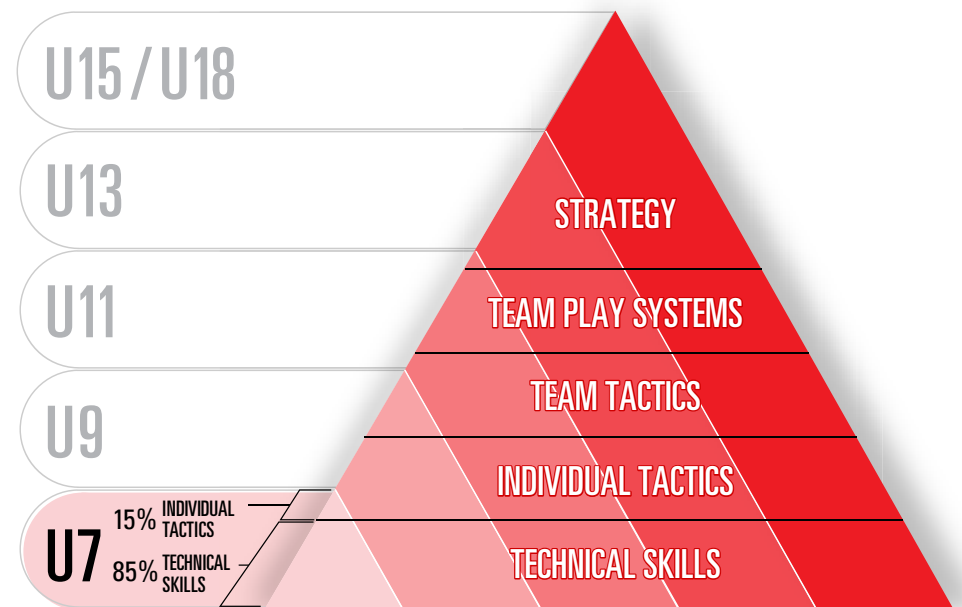 U15 / U18
U13
STRATEGY
U11
TEAM PLAY SYSTEMS
TEAM TACTICS
U9
INDIVIDUAL TACTICS
U7
15% INDIVIDUAL
TACTICS
85% TECHNICAL
SKILLS
TECHNICAL SKILLS